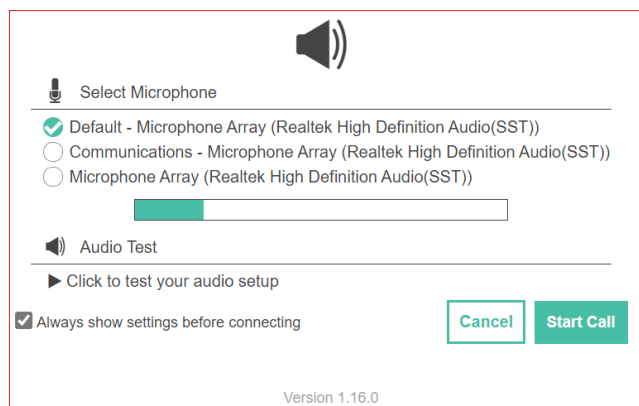 Select Microphone
Default - Microphone Array (Realtek High Definition Audio(SST))
Communications - Microphone Array (Realtek High Definition Audio(SST))
Microphone Array (Realtek High Definition Audio(SST))
Audio Test
Click to test your audio setup
Always show settings before connecting
Cancel
Start Call
Version 1.16.0